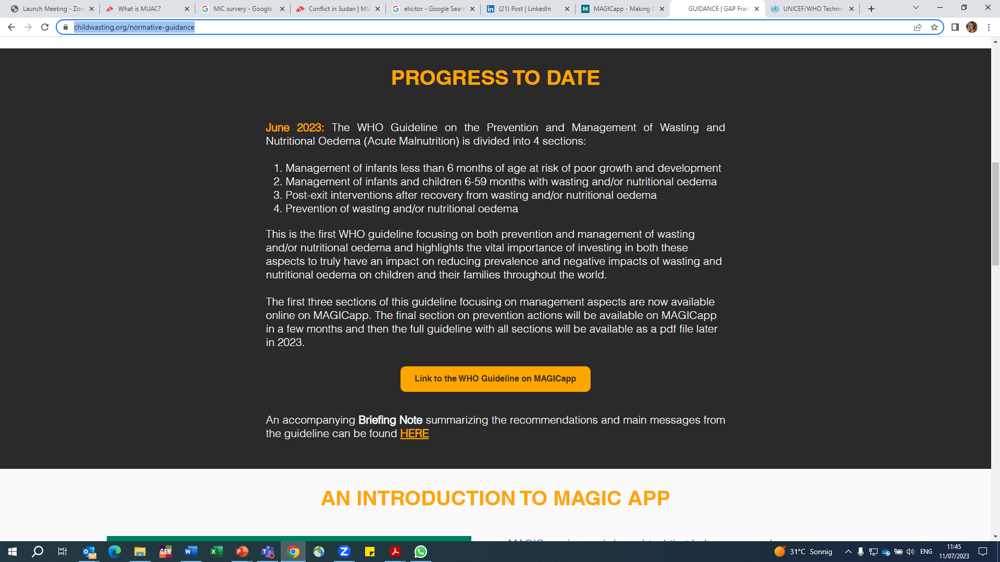 Launch Meeting - Zoo
What is MUAC?
MIC survery - Google
Conflict in Sudan | MS
elicitor - Google Searc
(21) Post | LinkedIn
MAGICapp - Making G
GUIDANCE | GAP Fram
UNICEF/WHO Technic
childwasting.org/normative-guidance
PROGRESS TO DATE
June 2023: The WHO Guideline on the Prevention and Management of Wasting and
Nutritional Oedema (Acute Malnutrition) is divided into 4 sections:
1. Management of infants less than 6 months of age at risk of poor growth and development
2. Management of infants and children 6-59 months with wasting and/or nutritional oedema
3. Post-exit interventions after recovery from wasting and/or nutritional oedema
4. Prevention of wasting and/or nutritional oedema
This is the first WHO guideline focusing on both prevention and management of wasting
and/or nutritional oedema and highlights the vital importance of investing in both these
aspects to truly have an impact on reducing prevalence and negative impacts of wasting and
nutritional oedema on children and their families throughout the world.
The first three sections of this guideline focusing on management aspects are now available
online on MAGICapp. The final section on prevention actions will be available on MAGICapp
in a few months and then the full guideline with all sections will be available as a pdf file later
in 2023.
Link to the WHO Guideline on MAGICapp
An accompanying Briefing Note summarizing the recommendations and main messages from
the guideline can be found HERE
AN INTRODUCTION TO MAGIC APP
GSM
31°C Sonnig
ENG
11:45
11/07/2023